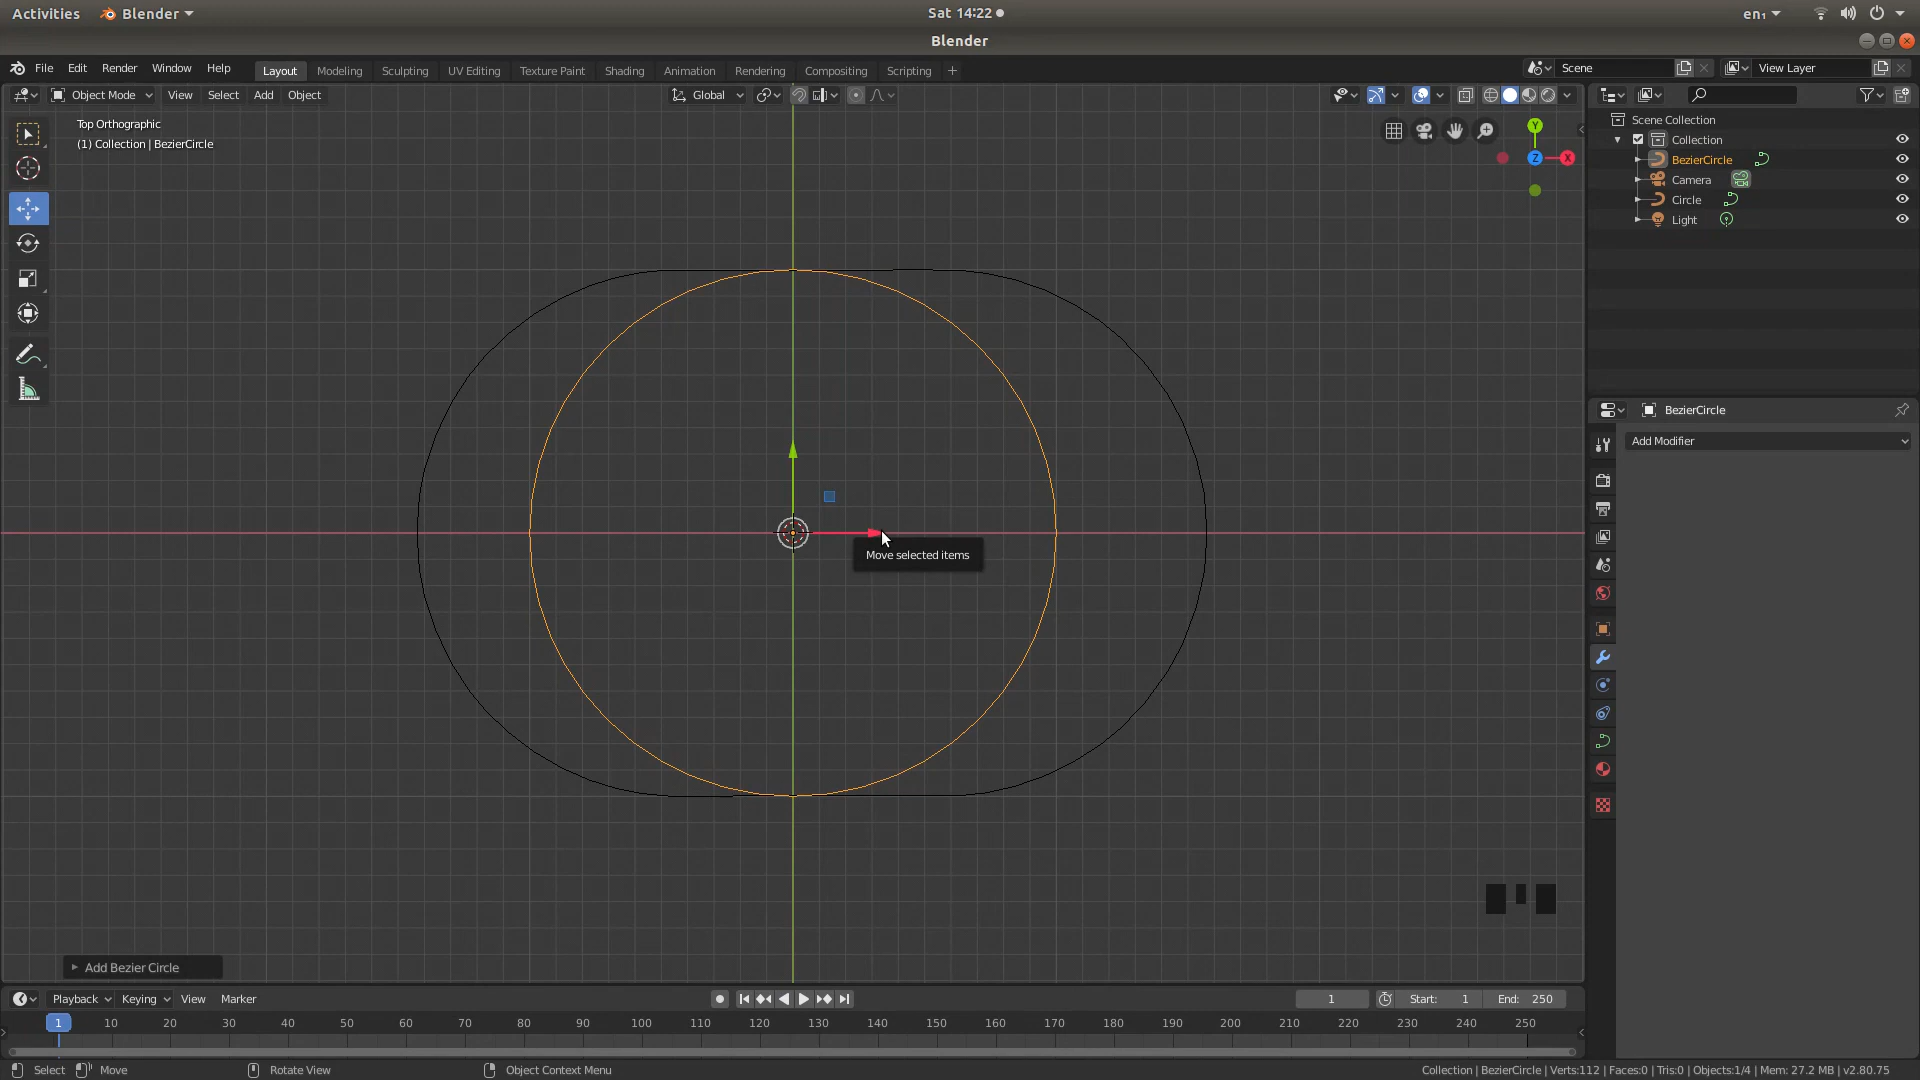 Activities Blender Sat 14:22 en₁
Blender
File Edit Render Window Help Layout Modeling Sculpting UV Editing Texture Paint Shading Animation Rendering Compositing Scripting + Scene View Layer
Object Mode View Select Add Object Global
Top Orthographic
(1) Collection | BezierCircle
Y
Z
X
Scene Collection
Collection
BezierCircle
Camera
Circle
Light
BezierCircle
Add Modifier
Move selected items
Add Bezier Circle
Playback Keying View Marker 1 Start: 1 End: 250
1 10 20 30 40 50 60 70 80 90 100 110 120 130 140 150 160 170 180 190 200 210 220 230 240 250
Select Move Rotate View Object Context Menu Collection | BezierCircle | Verts:112 | Faces:0 | Tris:0 | Objects:1/4 | Mem: 27.2 MB | v2.80.75